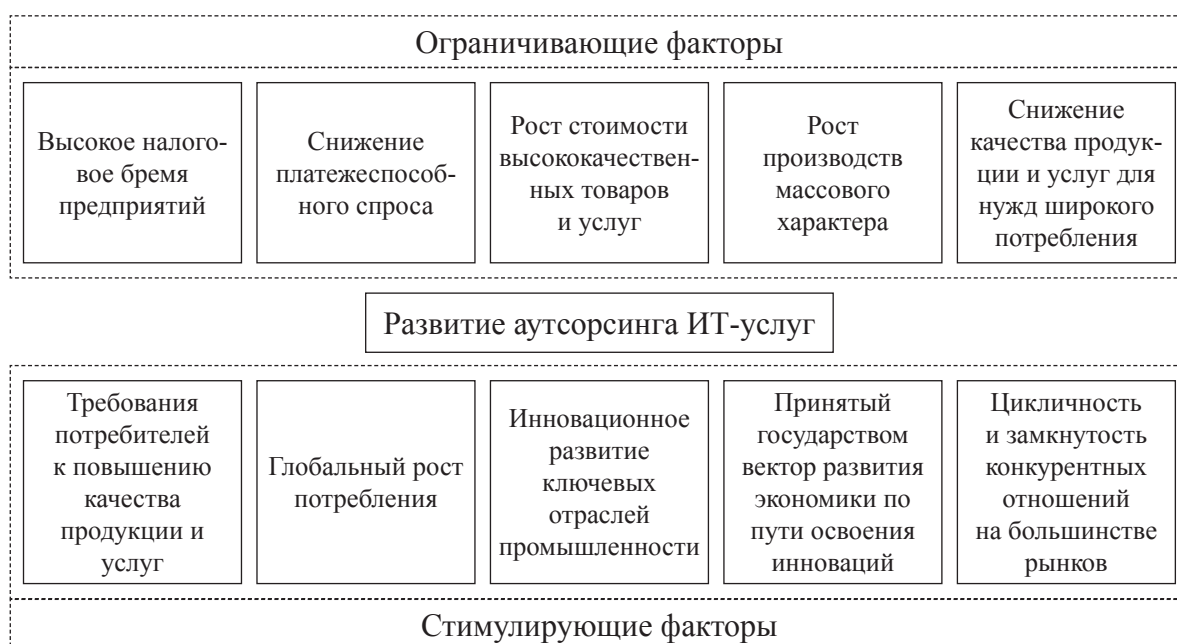 Ограничивающие факторы
Высокое налого-
вое бремя
предприятий
Снижение
платежеспособ-
ного спроса
Рост стоимости
высококачествен-
ных товаров
и услуг
Рост
производств
массового
характера
Снижение
качества продук-
ции и услуг для
нужд широкого
потребления
Развитие аутсорсинга ИТ-услуг
Требования
потребителей
к повышению
качества
продукции и
услуг
Глобальный рост
потребления
Инновационное
развитие
ключевых
отраслей
промышленности
Принятый
государством
вектор развития
экономики по
пути освоения
инноваций
Цикличность
и замкнутость
конкурентных
отношений
на большинстве
рынков
Стимулирующие факторы